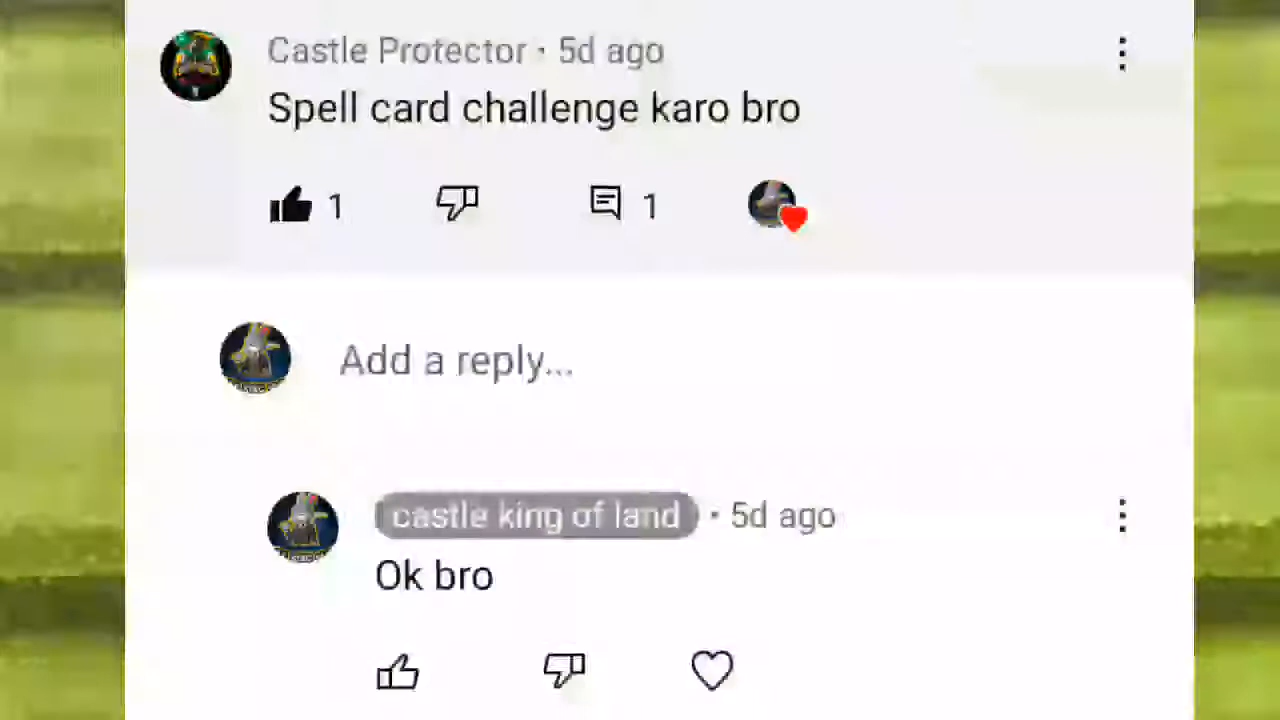 Castle Protector · 5d ago
Spell card challenge karo bro
1 1
Add a reply...
castle king of land · 5d ago
Ok bro